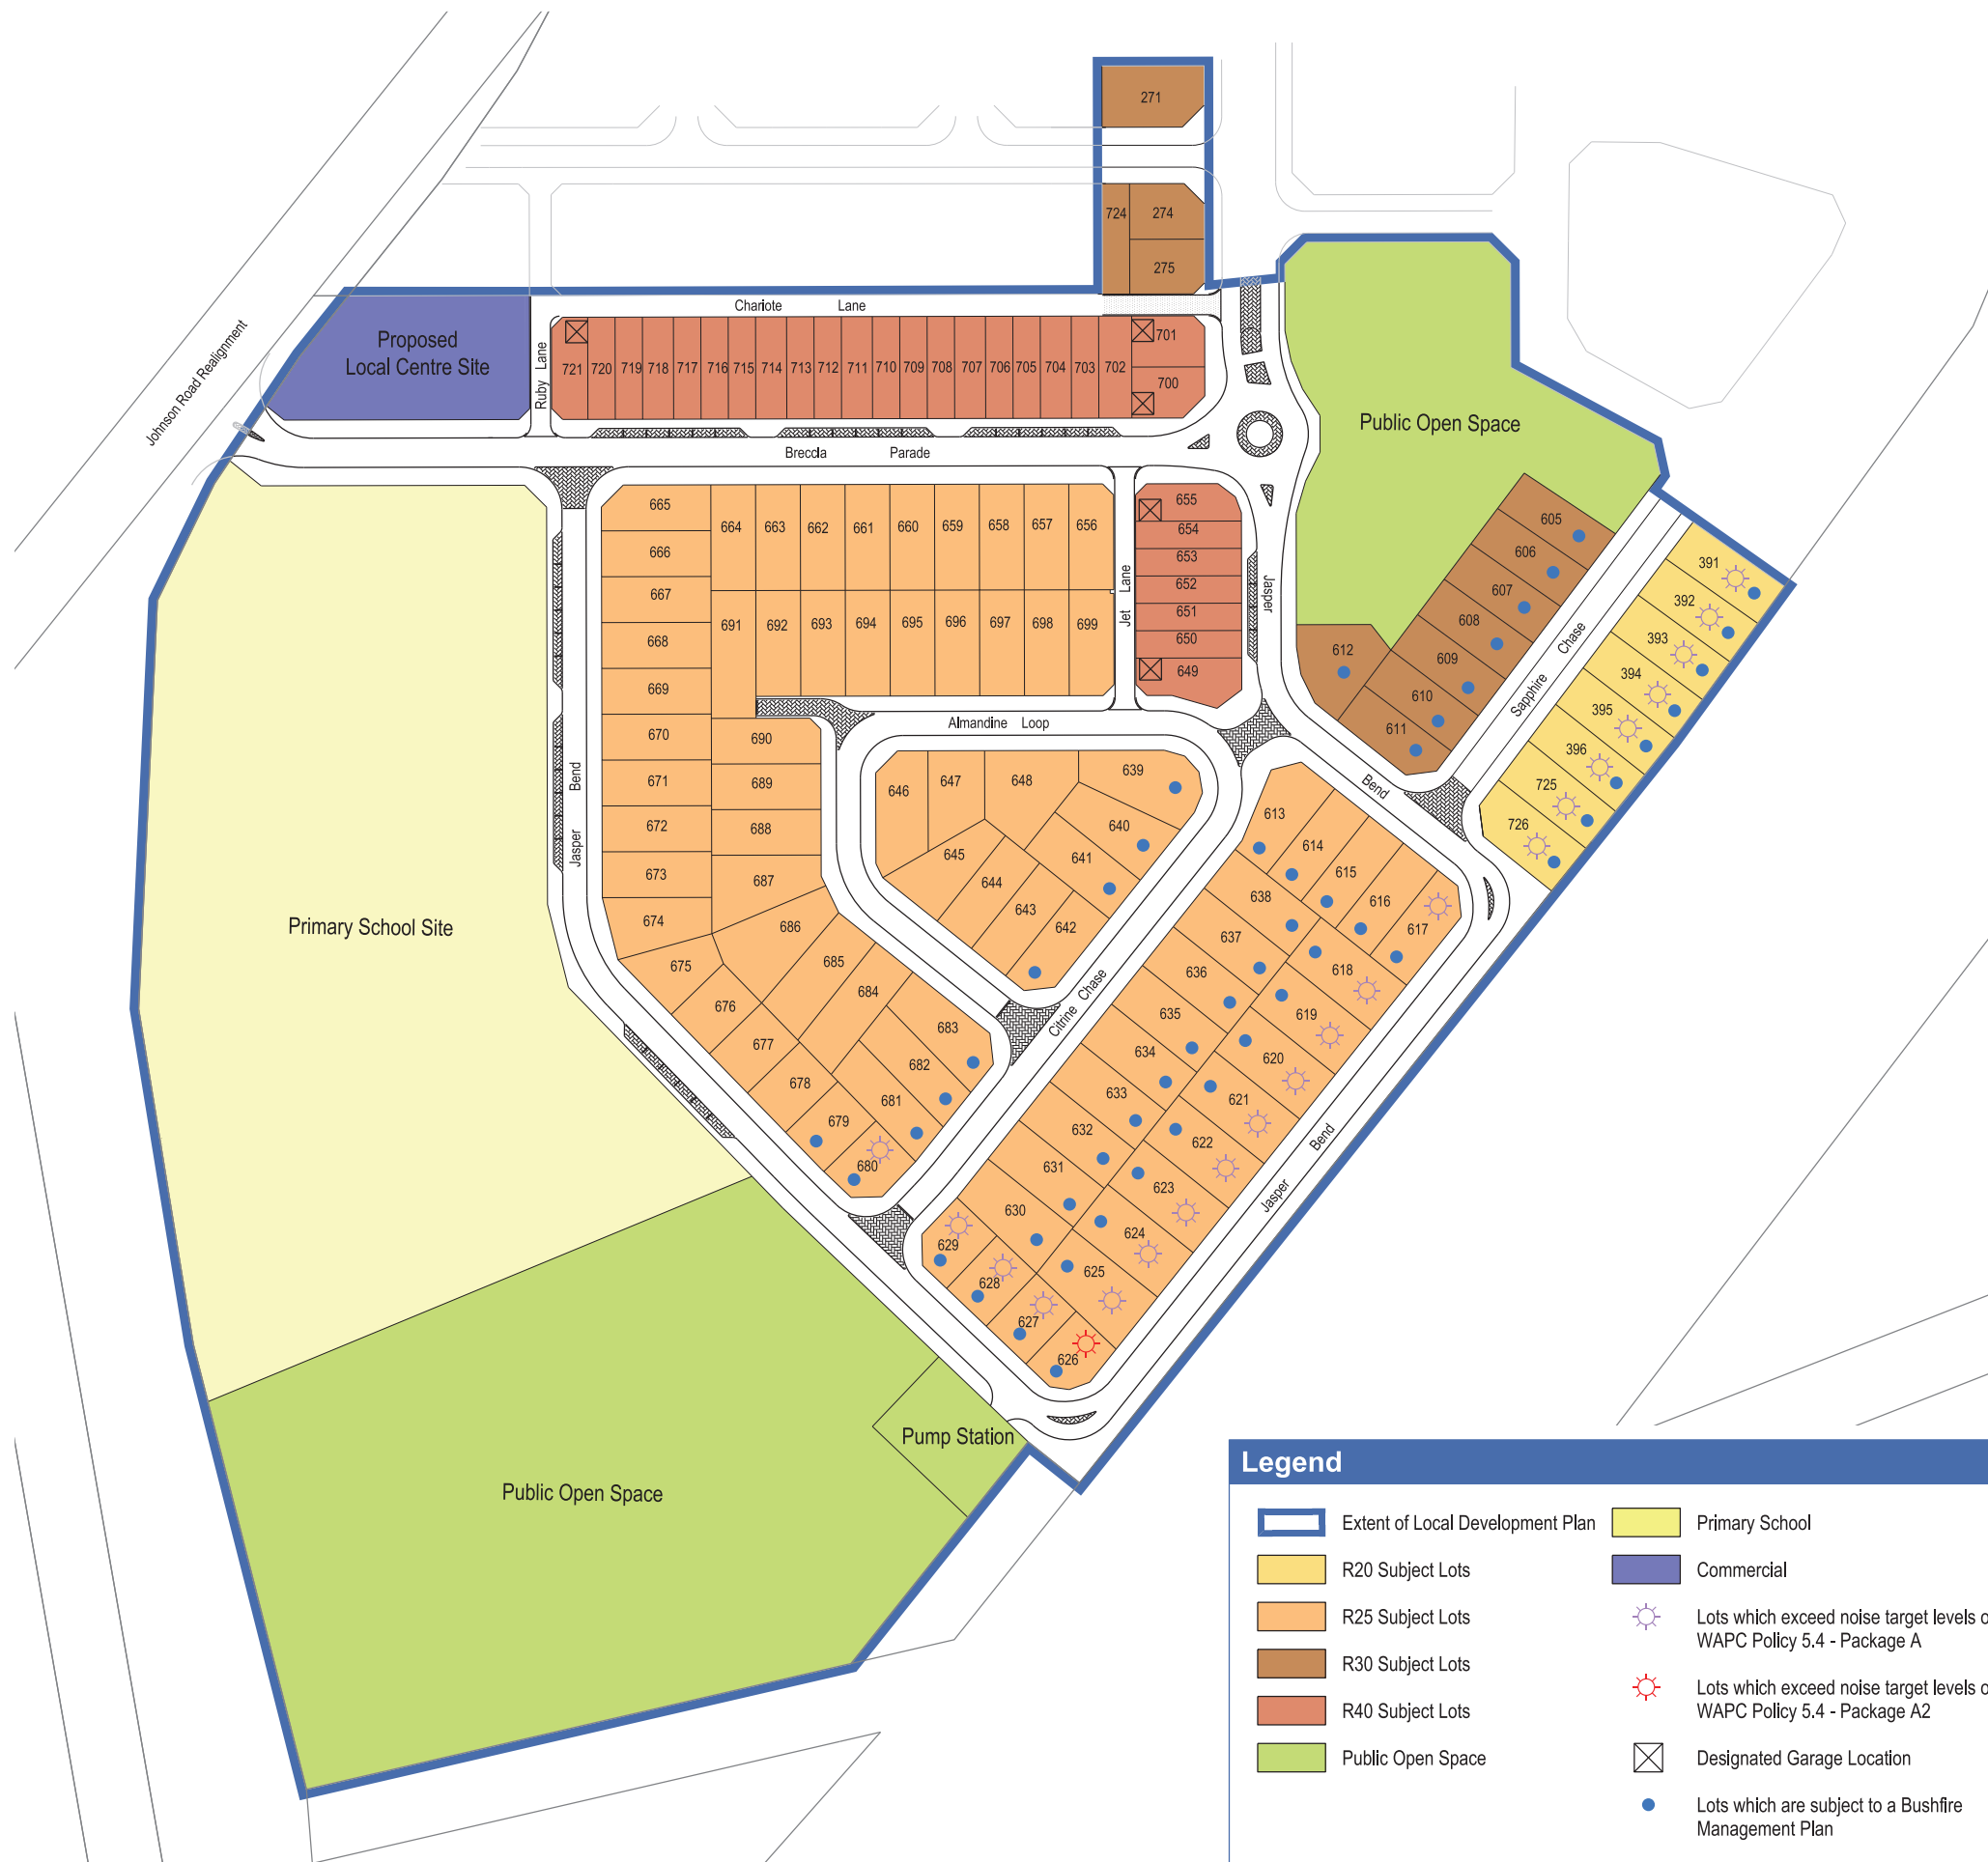 271
724
274
275
Johnson Road Realignment
Proposed
Local Centre Site
Chariote Lane
Ruby Lane
721 720 719 718 717 716 715 714 713 712 711 710 709 708 707 706 705 704 703 702
701
700
Breccia Parade
Public Open Space
665
666
667
668
669
670
671
672
673
674
664 663 662 661 660 659 658 657 656
691 692 693 694 695 696 697 698 699
Jet Lane
655
654
653
652
651
650
649
Jasper
Bend
605
606
607
608
609
610
611
612
Sapphire Chase
391
392
393
394
395
396
725
726
Almandine Loop
690
689
688
687
686
685
684
683
682
681
680
679
678
677
676
675
646 647 648 639
640
641
645
644
643
642
Jasper Bend
Primary School Site
Citrine Chase
613
614
615
616
617
618
619
620
621
622
623
624
625
626
627
628
629
630
631
632
633
634
635
636
637
638
Jasper Bend
Pump Station
Public Open Space
Legend
Extent of Local Development Plan
R20 Subject Lots
R25 Subject Lots
R30 Subject Lots
R40 Subject Lots
Public Open Space
Primary School
Commercial
Lots which exceed noise target levels o
WAPC Policy 5.4 - Package A
Lots which exceed noise target levels o
WAPC Policy 5.4 - Package A2
Designated Garage Location
Lots which are subject to a Bushfire
Management Plan